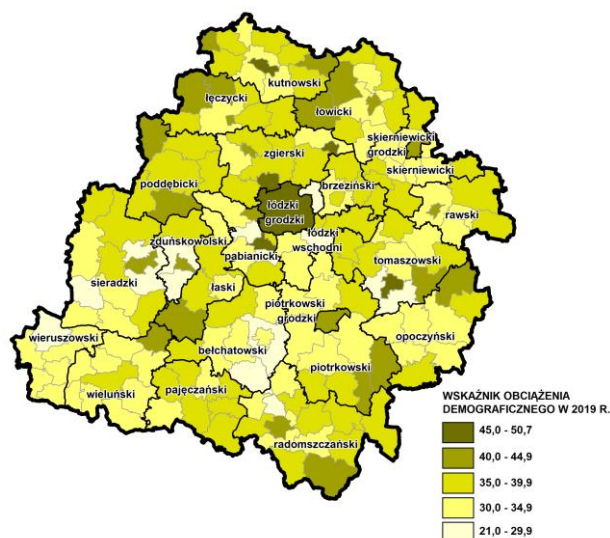 kutnowski
łęczycki
łowicki
skierniewicki
grodzki
zgierski
skierniewicki
brzeziński
poddębicki
łódzki
grodzki
rawski
łódzki
wschodni
zduńskowolski
pabianicki
tomaszowski
sieradzki
łaski
piotrkowski
grodzki
wieruszowski
opoczyński
bełchatowski
piotrkowski
wieluński
pajęczański
radomszczański
WSKAŹNIK OBCIĄŻENIA
DEMOGRAFICZNEGO W 2019 R.
45,0 - 50,7
40,0 - 44,9
35,0 - 39,9
30,0 - 34,9
21,0 - 29,9